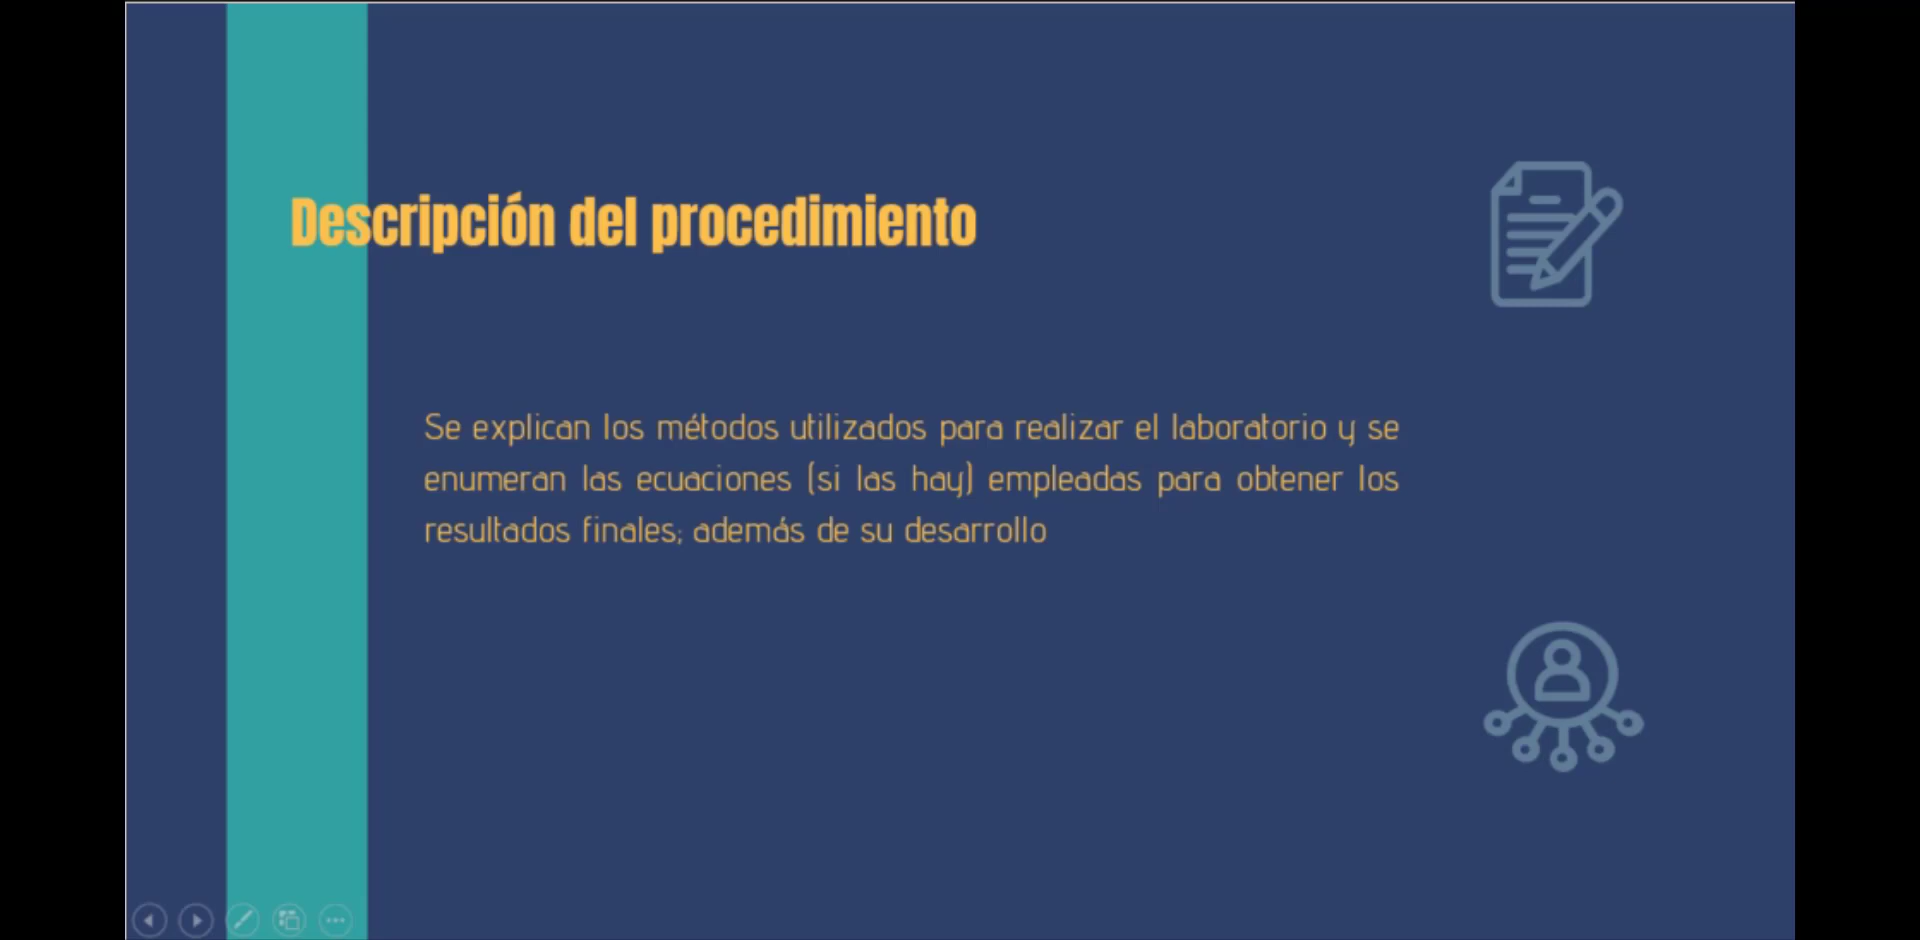 Descripción del procedimiento
Se explican los métodos utilizados para realizar el laboratorio y se
enumeran las ecuaciones (si las hay) empleadas para obtener los
resultados finales; además de su desarrollo